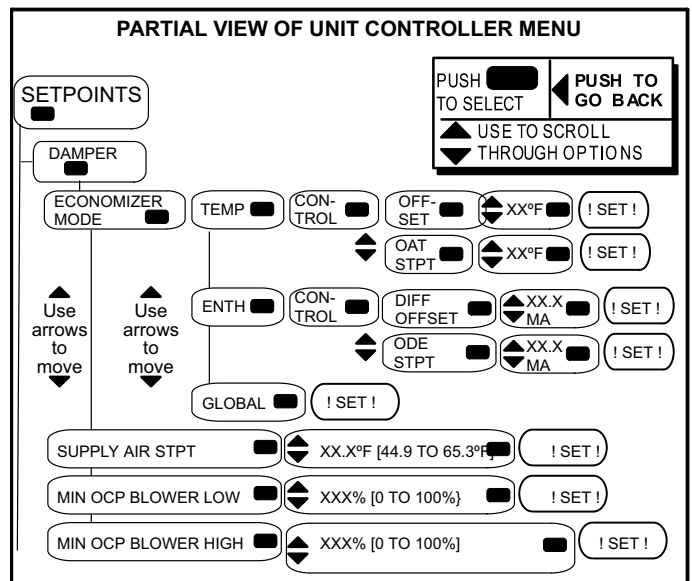 PARTIAL VIEW OF UNIT CONTROLLER MENU
PUSH
TO SELECT
PUSH TO
GO BACK
USE TO SCROLL
THROUGH OPTIONS
SETPOINTS
DAMPER
ECONOMIZER
MODE
TEMP
CON-
TROL
OFF-
SET
XXºF
! SET !
OAT
STPT
XXºF
! SET !
Use
arrows
to
move
Use
arrows
to
move
ENTH
CON-
TROL
DIFF
OFFSET
XX.X
MA
! SET !
ODE
STPT
XX.X
MA
! SET !
GLOBAL
! SET !
SUPPLY AIR STPT
XX.XºF [44.9 TO 65.3ºF]
! SET !
MIN OCP BLOWER LOW
XXX% [0 TO 100%}
! SET !
MIN OCP BLOWER HIGH
XXX% [0 TO 100%]
! SET !